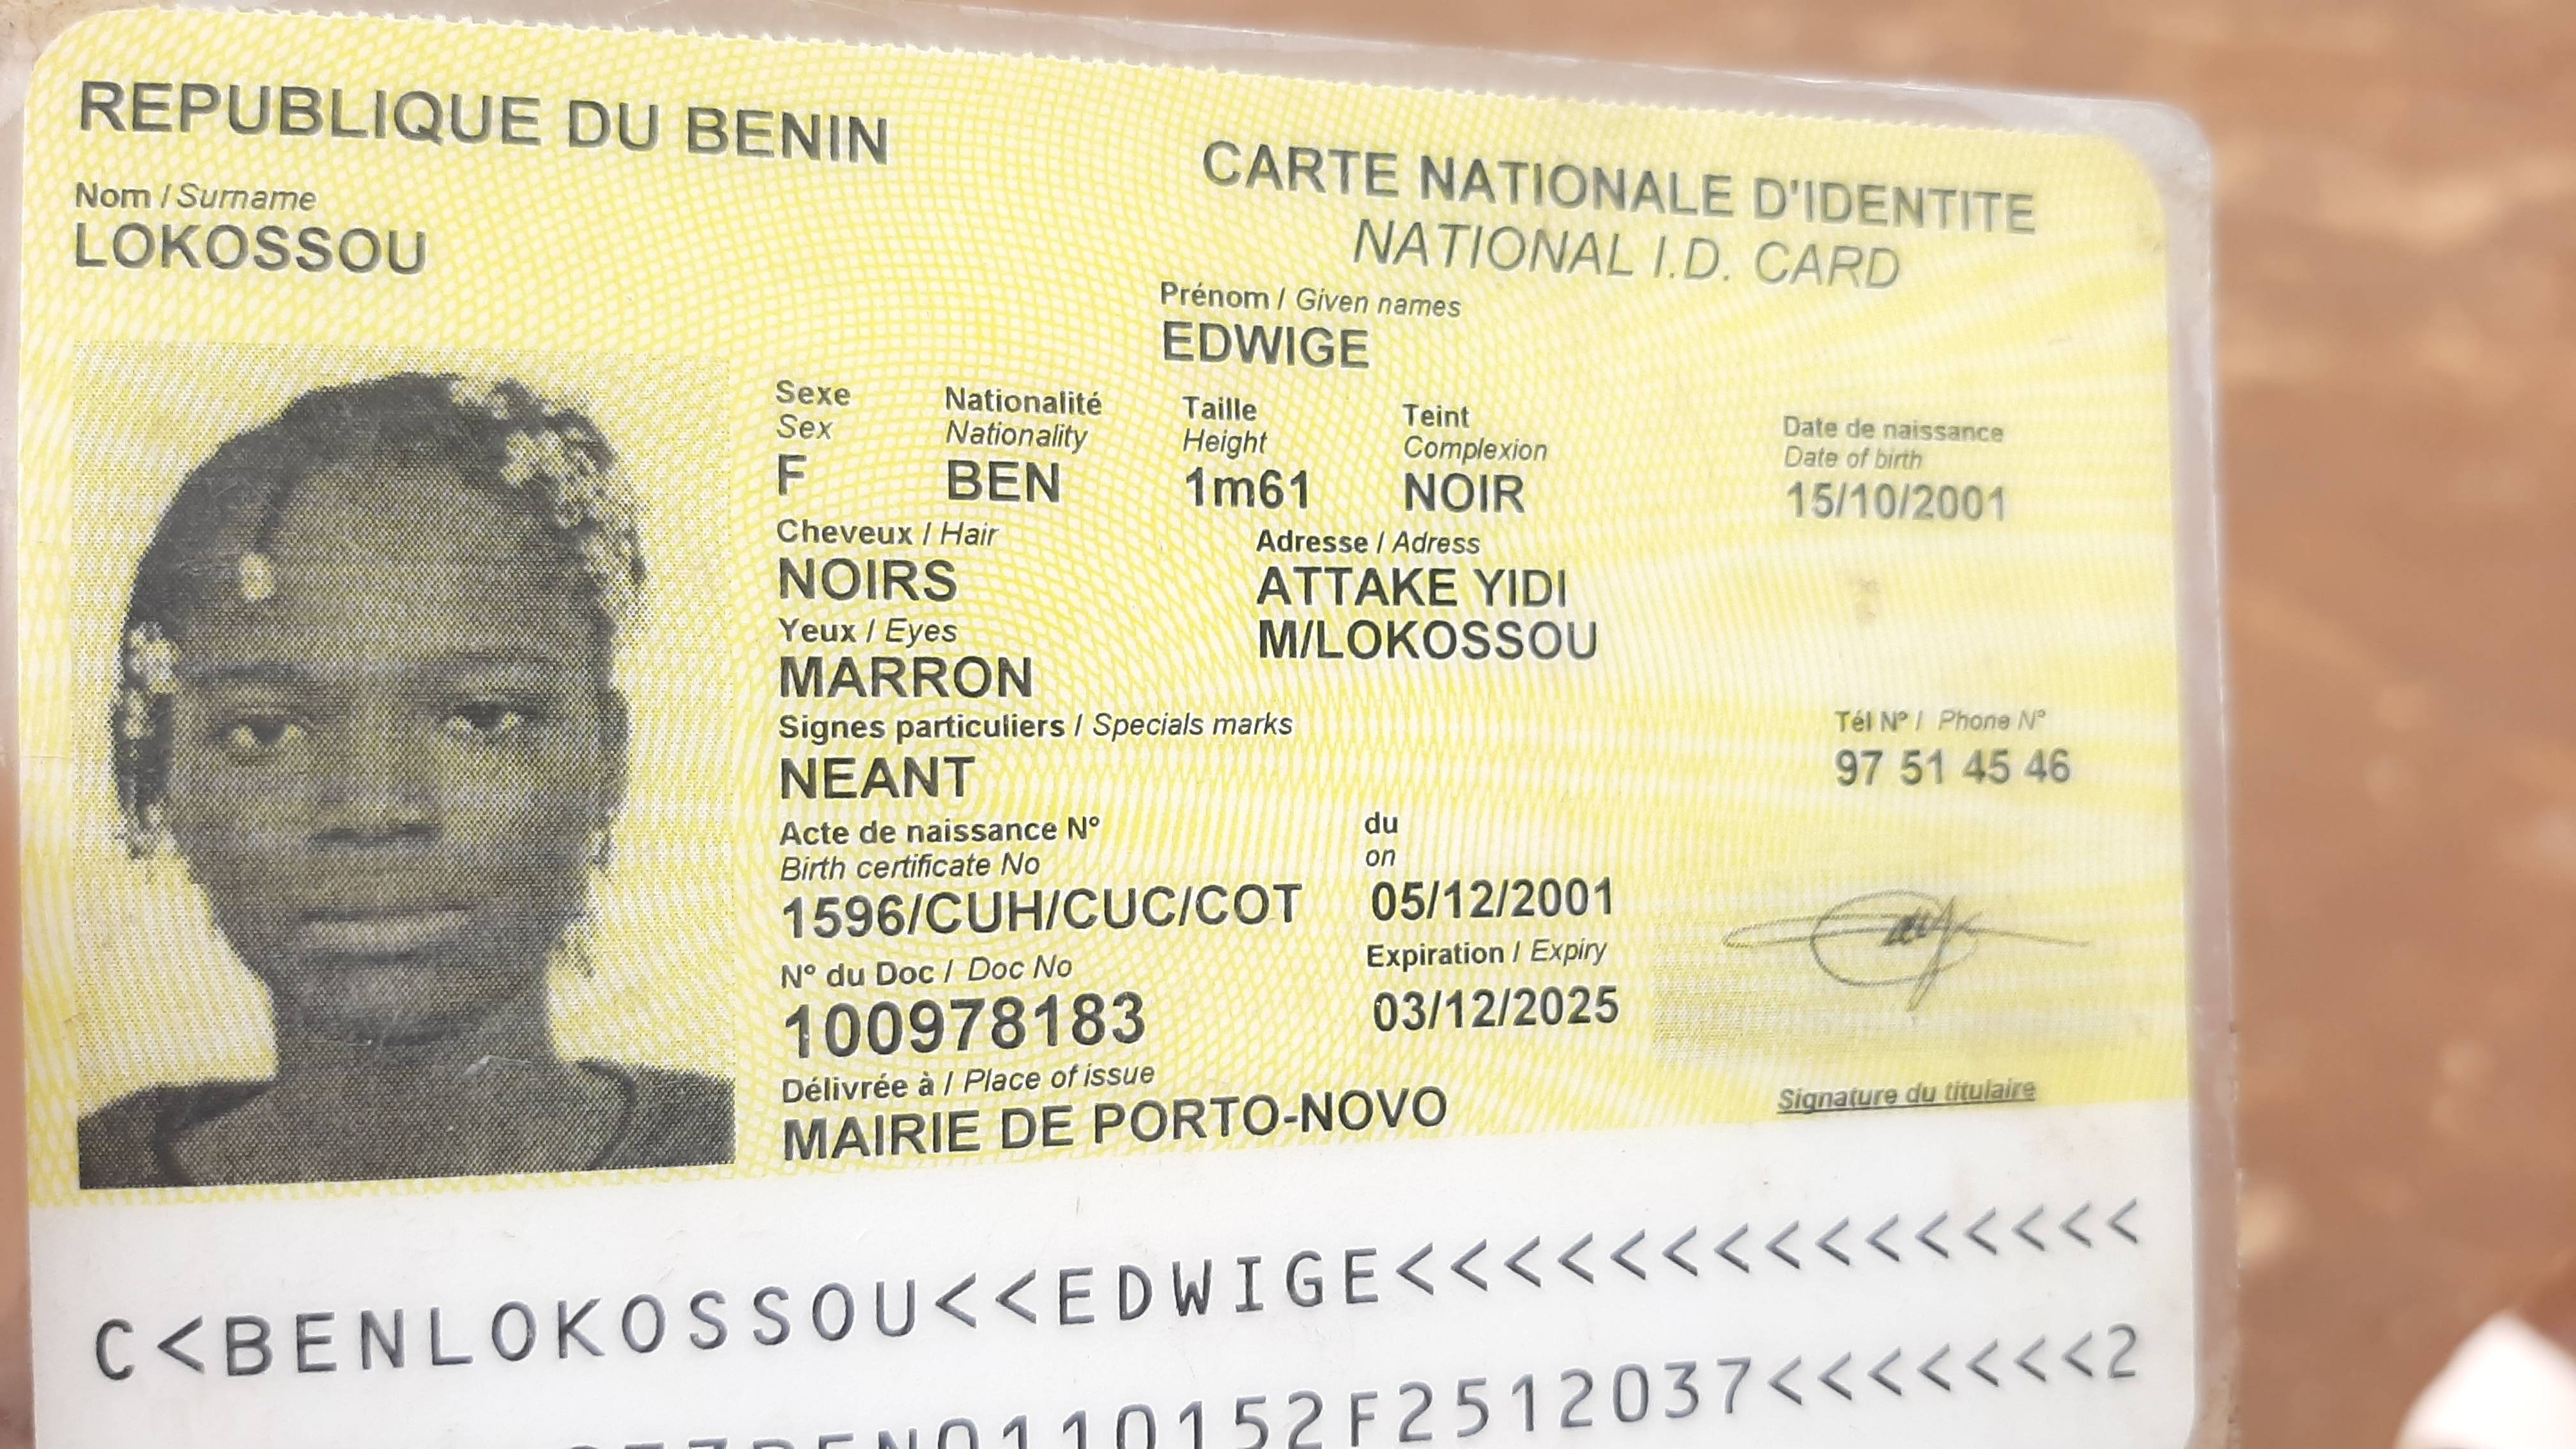 REPUBLIQUE DU BENIN
CARTE NATIONALE D'IDENTITE
NATIONAL I.D. CARD
Nom / Surname
LOKOSSOU
Prénom / Given names
EDWIGE
Sexe Nationalité Taille Teint Date de naissance
Sex Nationality Height Complexion Date of birth
F BEN 1m61 NOIR 15/10/2001
Cheveux / Hair Adresse / Adress
NOIRS ATTAKE YIDI
Yeux / Eyes M/LOKOSSOU
MARRON
Signes particuliers / Specials marks Tél Nº / Phone Nº
NEANT 97 51 45 46
Acte de naissance Nº du
Birth certificate No on
1596/CUH/CUC/COT 05/12/2001
Nº du Doc / Doc No Expiration / Expiry
100978183 03/12/2025
Délivrée à / Place of issue Signature du titulaire
MAIRIE DE PORTO-NOVO
C<BENLOKOSSOU<<EDWIGE<<<<<<<<<<<<<<<
0110152F2512037<<<<<<<2